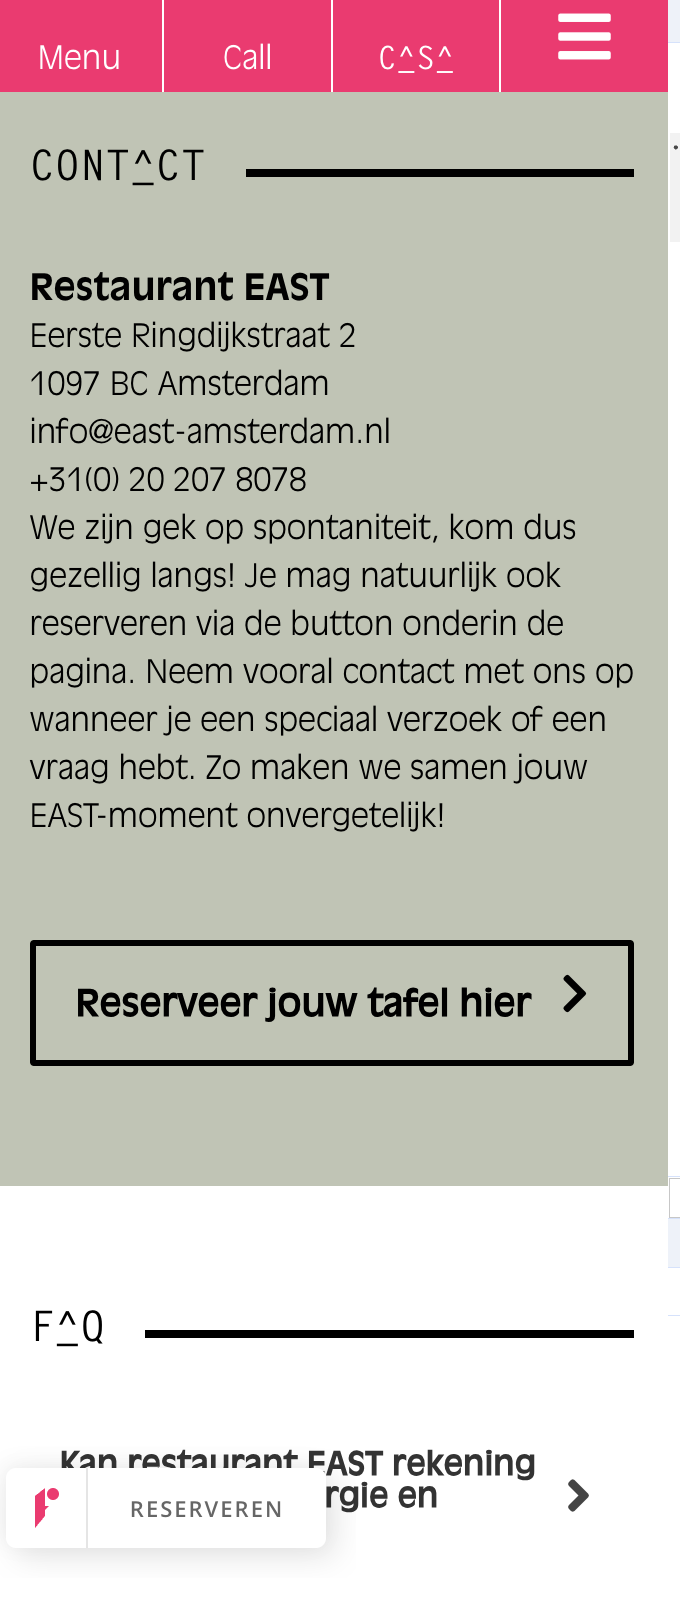 Menu
Call
C^S^
CONT^CT
Restaurant EAST
Eerste Ringdijkstraat 2
1097 BC Amsterdam
info@east-amsterdam.nl
+31(0) 20 207 8078
We zijn gek op spontaniteit, kom dus
gezellig langs! Je mag natuurlijk ook
reserveren via de button onderin de
pagina. Neem vooral contact met ons op
wanneer je een speciaal verzoek of een
vraag hebt. Zo maken we samen jouw
EAST-moment onvergetelijk!
Reserveer jouw tafel hier
F^Q
Kan restaurant EAST rekening
en
RESERVEREN